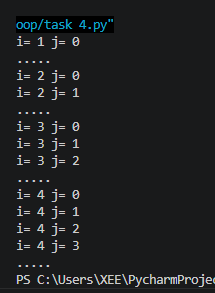 oop/task 4.py"
i= 1 j= 0
.....
i= 2 j= 0
i= 2 j= 1
.....
i= 3 j= 0
i= 3 j= 1
i= 3 j= 2
.....
i= 4 j= 0
i= 4 j= 1
i= 4 j= 2
i= 4 j= 3
.....
PS C:\Users\XEE\PycharmProje